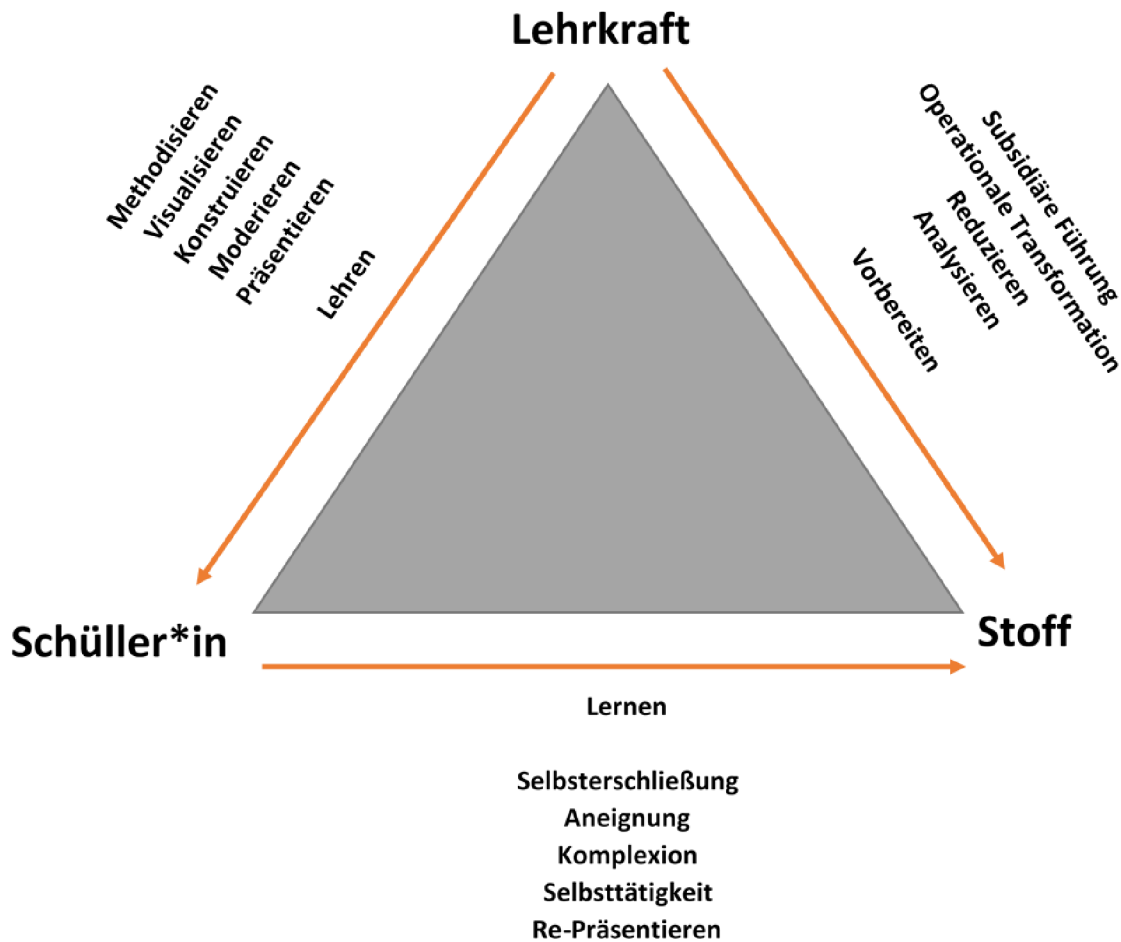 Lehrkraft
Methodisieren
Visualisieren
Konstruieren
Moderieren
Präsentieren
Lehren
Subsidiäre Führung
Operationale Transformation
Reduzieren
Analysieren
Vorbereiten
Schüller*in
Stoff
Lernen
Selbsterschließung
Aneignung
Komplexion
Selbsttätigkeit
Re-Präsentieren